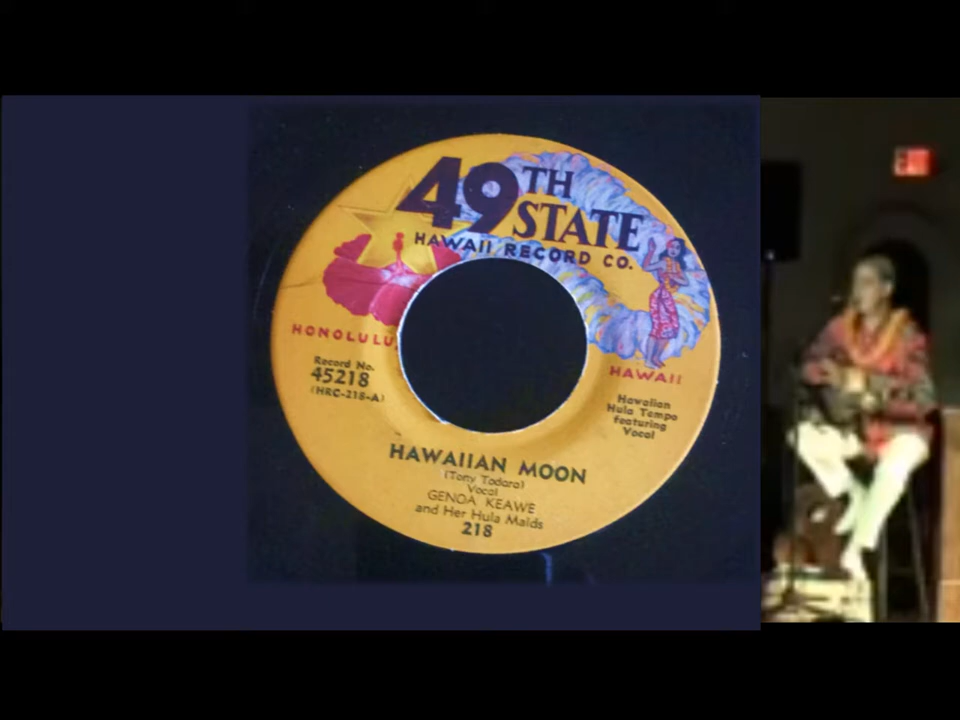 49TH
STATE
HAWAII RECORD CO.
HONOLULU,
HAWAII
Record No.
45218
(HRC-218-A)
Hawaiian
Hula Tempo
featuring
Vocal
HAWAIIAN MOON
(Tony Todaro)
Vocal
GENOA KEAWE
and Her Hula Maids
218
EXIT